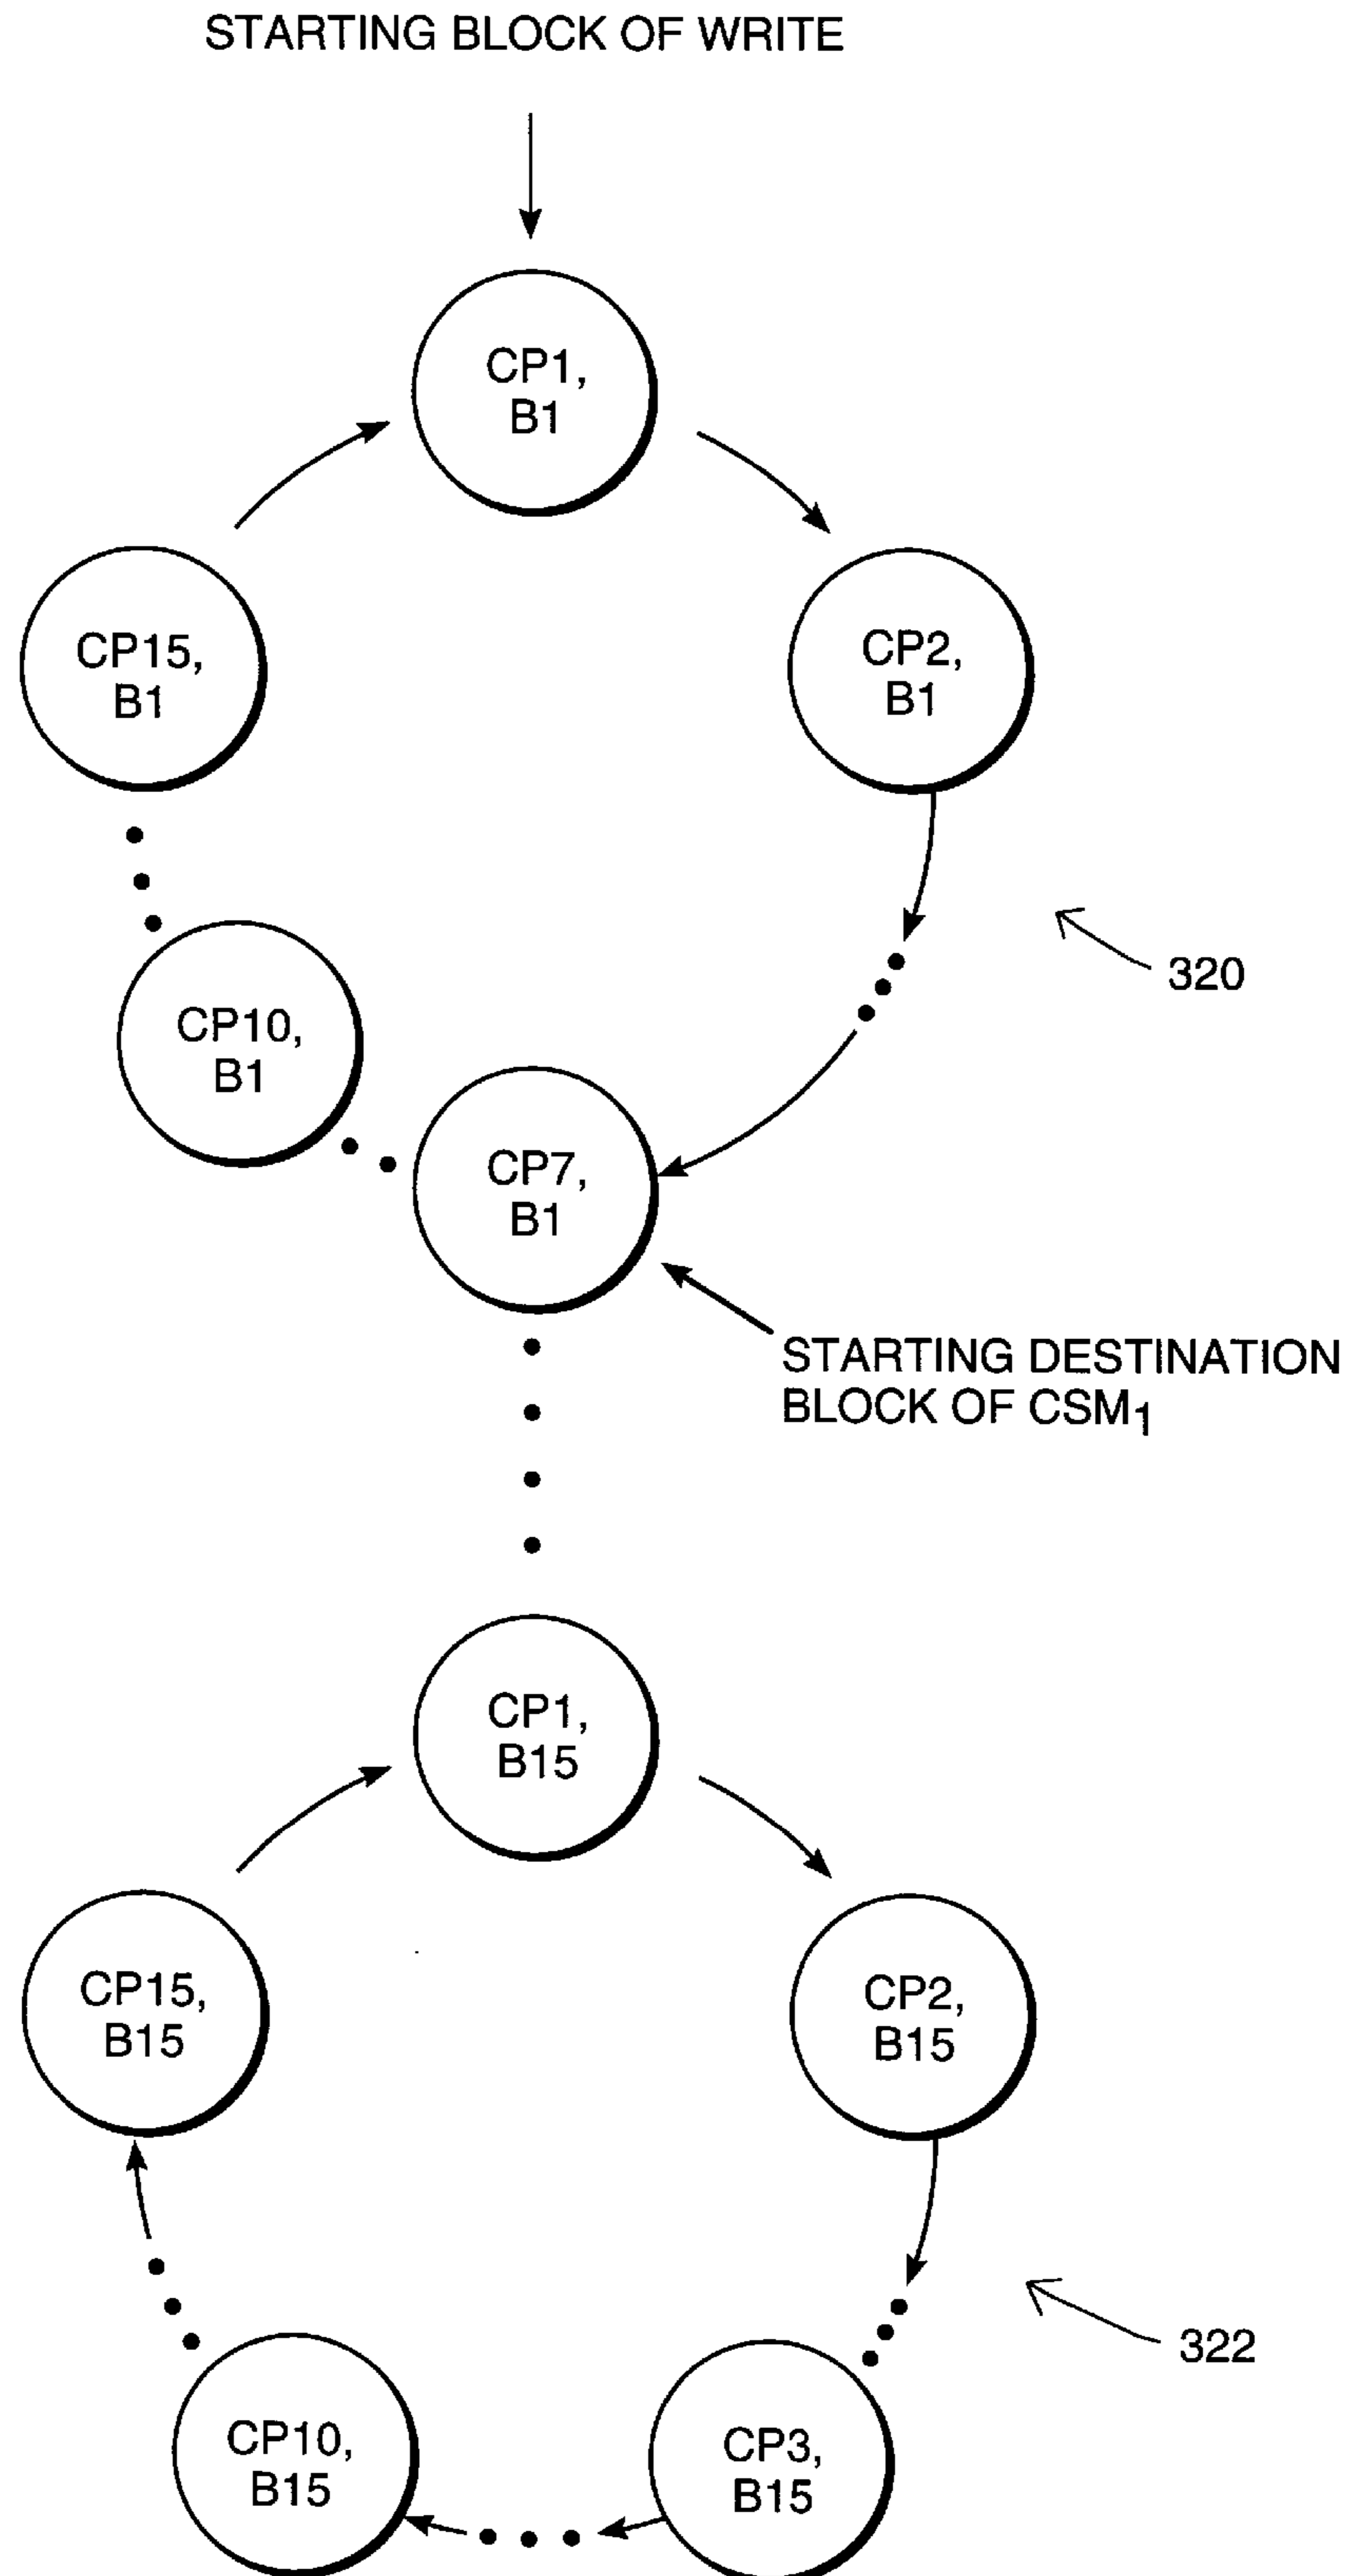 STARTING BLOCK OF WRITE
CP1,
B1
CP15,
B1
CP2,
B1
320
CP10,
B1
CP7,
B1
STARTING DESTINATION
BLOCK OF CSM1
CP1,
B15
CP15,
B15
CP2,
B15
322
CP10,
B15
CP3,
B15